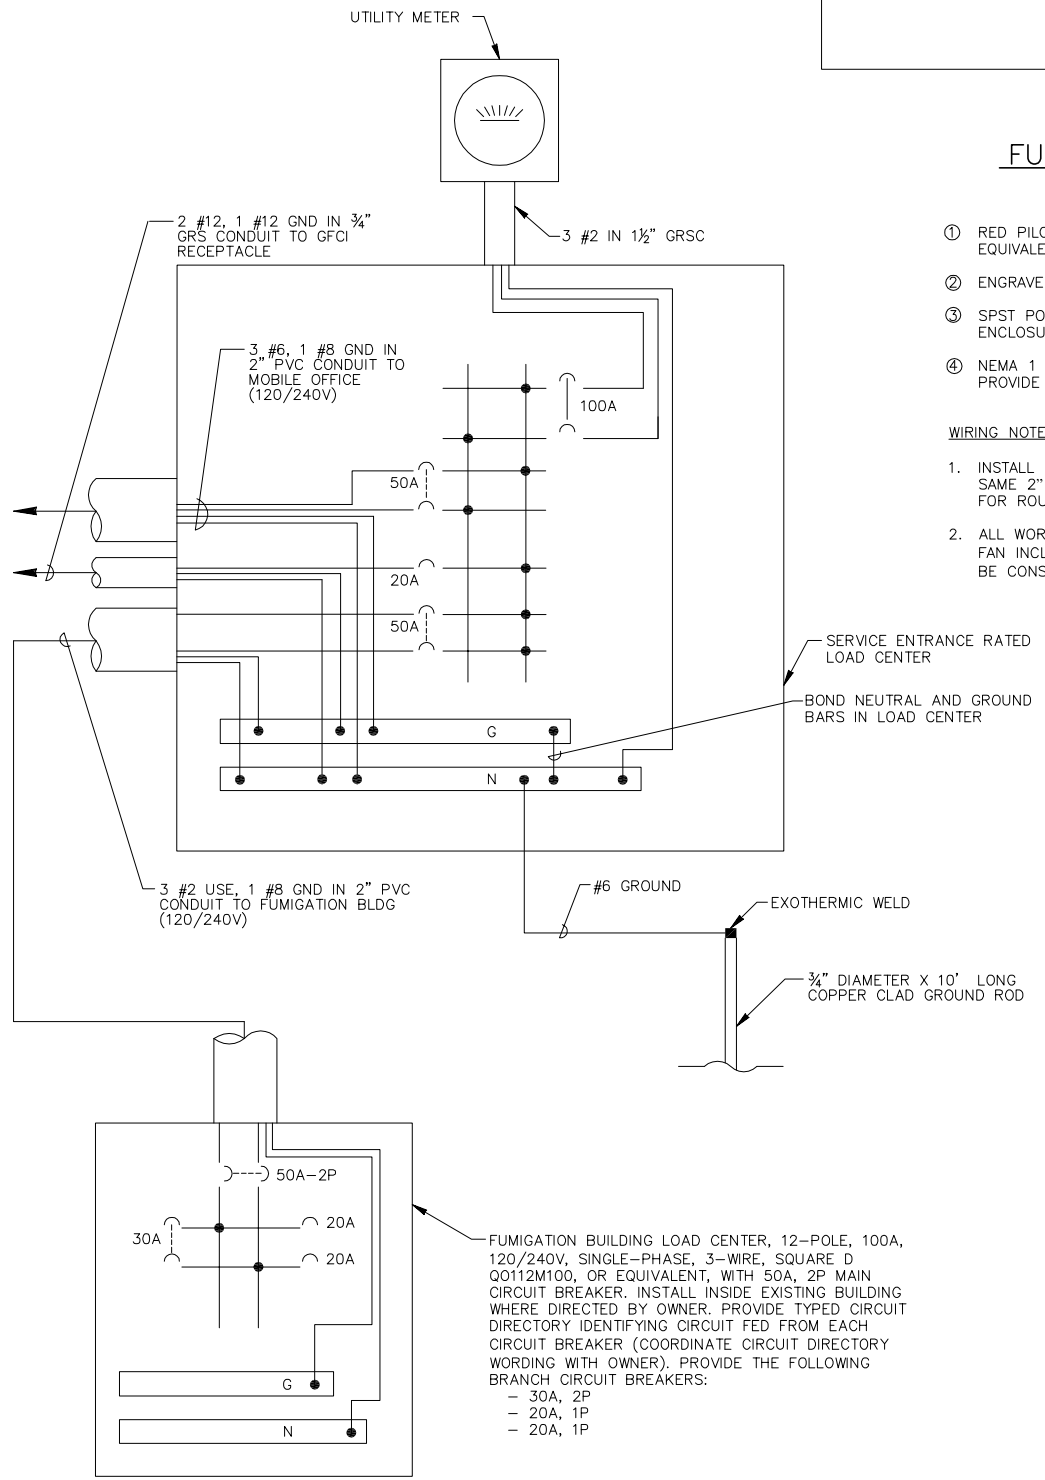 UTILITY METER
2 #12, 1 #12 GND IN ¾"
GRS CONDUIT TO GFCI
RECEPTACLE
3 #2 IN 1½" GRSC
3 #6, 1 #8 GND IN
2" PVC CONDUIT TO
MOBILE OFFICE
(120/240V)
100A
50A
20A
50A
G
N
SERVICE ENTRANCE RATED
LOAD CENTER
BOND NEUTRAL AND GROUND
BARS IN LOAD CENTER
3 #2 USE, 1 #8 GND IN 2" PVC
CONDUIT TO FUMIGATION BLDG
(120/240V)
#6 GROUND
EXOTHERMIC WELD
¾" DIAMETER X 10' LONG
COPPER CLAD GROUND ROD
50A-2P
30A
20A
20A
G
N
FUMIGATION BUILDING LOAD CENTER, 12-POLE, 100A,
120/240V, SINGLE-PHASE, 3-WIRE, SQUARE D
QO112M100, OR EQUIVALENT, WITH 50A, 2P MAIN
CIRCUIT BREAKER. INSTALL INSIDE EXISTING BUILDING
WHERE DIRECTED BY OWNER. PROVIDE TYPED CIRCUIT
DIRECTORY IDENTIFYING CIRCUIT FED FROM EACH
CIRCUIT BREAKER (COORDINATE CIRCUIT DIRECTORY
WORDING WITH OWNER). PROVIDE THE FOLLOWING
BRANCH CIRCUIT BREAKERS:
- 30A, 2P
- 20A, 1P
- 20A, 1P
FU
① RED PILO
EQUIVALE
② ENGRAVE
③ SPST PO
ENCLOSU
④ NEMA 1
PROVIDE
WIRING NOTE
1. INSTALL
SAME 2"
FOR ROU
2. ALL WOR
FAN INCL
BE CONS